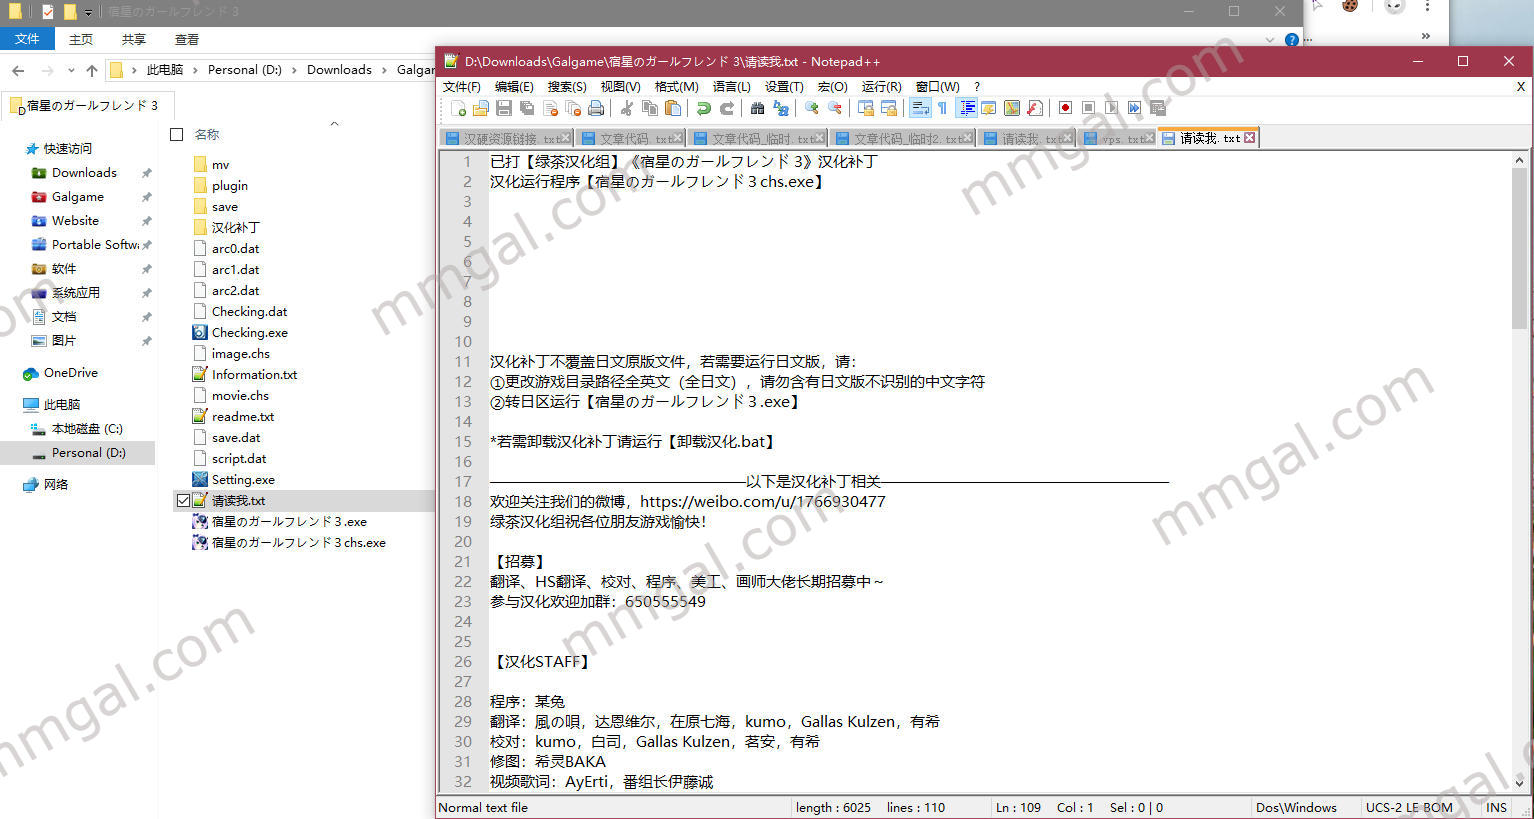 宿星のガールフレンド 3
文件
主页
共享
查看
此电脑 > Personal (D:) > Downloads > Galgar
宿星のガールフレンド 3
快速访问
Downloads
Galgame
Website
Portable Softwa
软件
系统应用
文档
图片
OneDrive
此电脑
本地磁盘 (C:)
Personal (D:)
网络
名称
mv
plugin
save
汉化补丁
arc0.dat
arc1.dat
arc2.dat
Checking.dat
Checking.exe
image.chs
Information.txt
movie.chs
readme.txt
save.dat
script.dat
Setting.exe
请读我.txt
宿星のガールフレンド３.exe
宿星のガールフレンド３chs.exe
D:\Downloads\Galgame\宿星のガールフレンド 3\请读我.txt - Notepad++
文件(F) 编辑(E) 搜索(S) 视图(V) 格式(M) 语言(L) 设置(T) 宏(O) 运行(R) 窗口(W) ? X
汉硬资源链接.txt 文章代码.txt 文章代码_临时.txt 文章代码_临时2.txt 请读我.txt vps.txt 请读我.txt
1 已打【绿茶汉化组】《宿星のガールフレンド 3》汉化补丁
2 汉化运行程序【宿星のガールフレンド３chs.exe】
3
4
5
6
7
8
9
10
11 汉化补丁不覆盖日文原版文件，若需要运行日文版，请：
12 ①更改游戏目录路径全英文（全日文），请勿含有日文版不识别的中文字符
13 ②转日区运行【宿星のガールフレンド３.exe】
14
15 *若需卸载汉化补丁请运行【卸载汉化.bat】
16
17 ————————————————以下是汉化补丁相关——————————————————
18 欢迎关注我们的微博，https://weibo.com/u/1766930477
19 绿茶汉化组祝各位朋友游戏愉快！
20
21 【招募】
22 翻译、HS翻译、校对、程序、美工、画师大佬长期招募中～
23 参与汉化欢迎加群：650555549
24
25
26 【汉化STAFF】
27
28 程序：某兔
29 翻译：風の唄，达恩维尔，在原七海，kumo，Gallas Kulzen，有希
30 校对：kumo，白司，Gallas Kulzen，茗安，有希
31 修图：希灵BAKA
32 视频歌词：AyErti，番组长伊藤诚
Normal text file length : 6025 lines : 110 Ln : 109 Col : 1 Sel : 0 | 0 Dos\Windows UCS-2 LE BOM INS
mmgal.com
mmgal.com
mmgal.com
mmgal.com
mmgal.com
mmgal.com